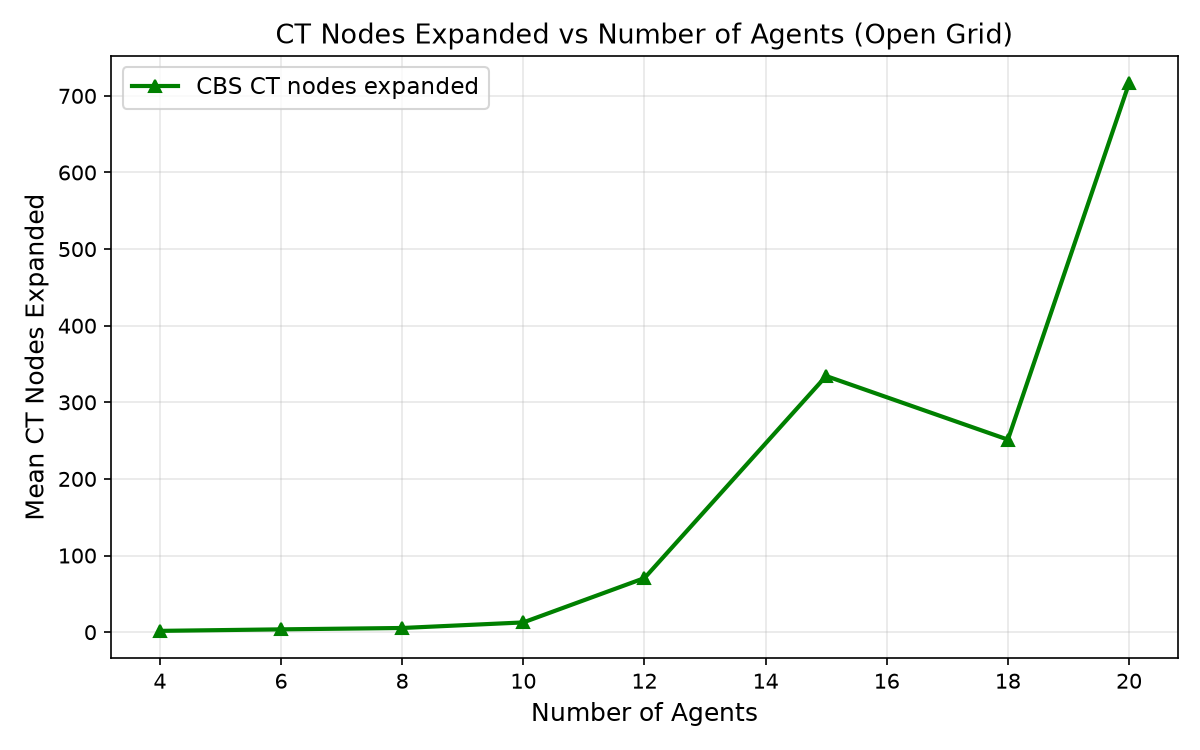 CT Nodes Expanded vs Number of Agents (Open Grid)
CBS CT nodes expanded
Mean CT Nodes Expanded
700
600
500
400
300
200
100
0
4 6 8 10 12 14 16 18 20
Number of Agents